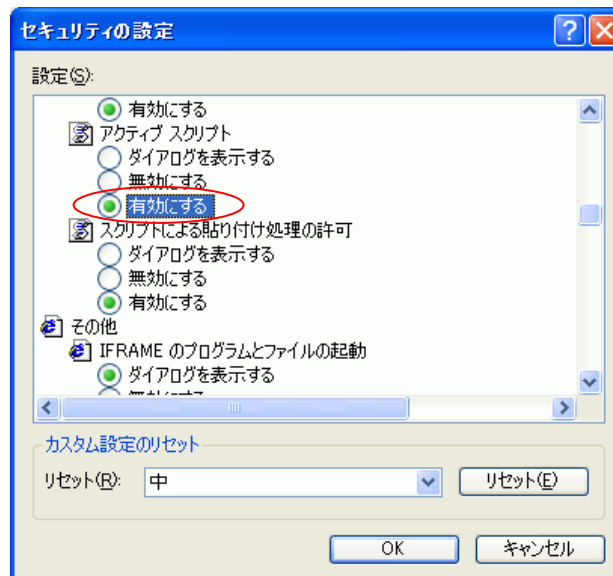 セキュリティの設定
設定(S):
有効にする
アクティブ スクリプト
ダイアログを表示する
無効にする
有効にする
スクリプトによる貼り付け処理の許可
ダイアログを表示する
無効にする
有効にする
その他
IFRAME のプログラムとファイルの起動
ダイアログを表示する
カスタム設定のリセット
リセット(R): 中 リセット(E)
OK キャンセル